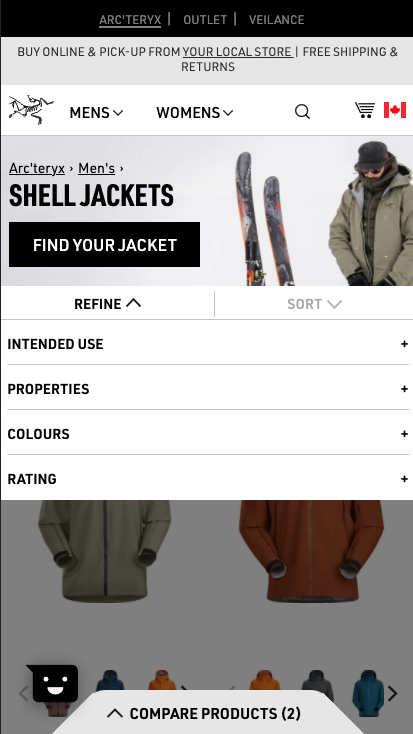 ARC'TERYX | OUTLET | VEILANCE
BUY ONLINE & PICK-UP FROM YOUR LOCAL STORE | FREE SHIPPING &
RETURNS
MENS WOMENS
Arc'teryx › Men's ›
SHELL JACKETS
FIND YOUR JACKET
REFINE SORT
INTENDED USE +
PROPERTIES +
COLOURS +
RATING +
COMPARE PRODUCTS (2)